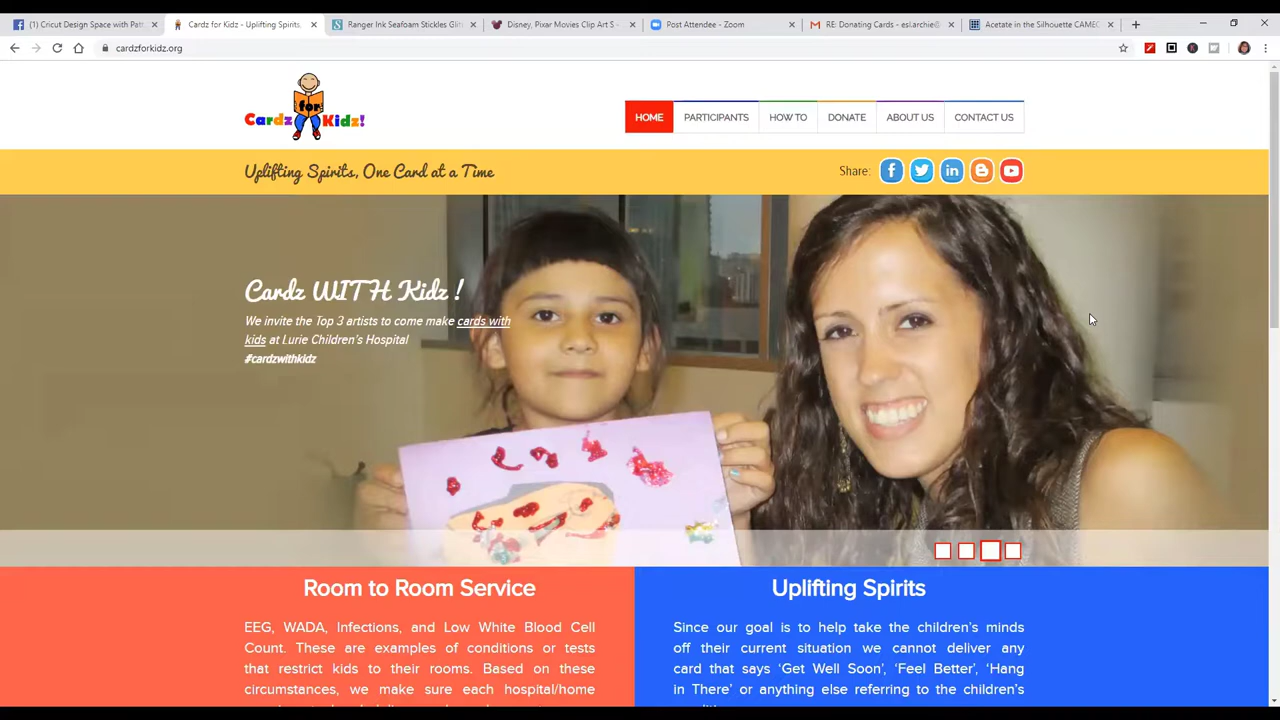 (1) Cricut Design Space with Patt
Cardz for Kidz - Uplifting Spirits,
Ranger Ink Seafoam Stickles Glit
Disney, Pixar Movies Clip Art S
Post Attendee - Zoom
RE: Donating Cards - esl.archie@
Acetate in the Silhouette CAMEO
cardzforkidz.org
Cardz for Kidz!
HOME
PARTICIPANTS
HOW TO
DONATE
ABOUT US
CONTACT US
Uplifting Spirits, One Card at a Time
Share:
Cardz WITH Kidz !
We invite the Top 3 artists to come make cards with
kids at Lurie Children's Hospital
#cardzwithkidz
Room to Room Service
EEG, WADA, Infections, and Low White Blood Cell
Count. These are examples of conditions or tests
that restrict kids to their rooms. Based on these
circumstances, we make sure each hospital/home
Uplifting Spirits
Since our goal is to help take the children's minds
off their current situation we cannot deliver any
card that says 'Get Well Soon', 'Feel Better', 'Hang
in There' or anything else referring to the children's